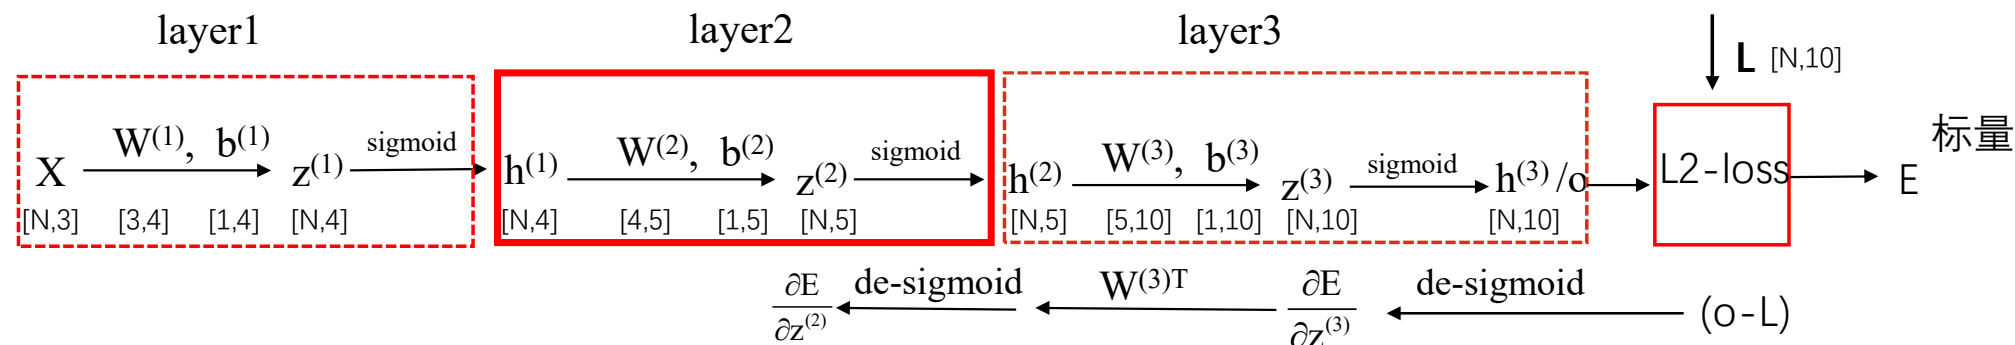 layer1 layer2 layer3
L [N,10]
标量
X W(1), b(1) z(1) sigmoid h(1) W(2), b(2) z(2) sigmoid h(2) W(3), b(3) z(3) sigmoid h(3)/o L2-loss E
[N,3] [3,4] [1,4] [N,4] [N,4] [4,5] [1,5] [N,5] [N,5] [5,10] [1,10] [N,10] [N,10]
∂E/∂z(2) de-sigmoid W(3)T ∂E/∂z(3) de-sigmoid (o-L)